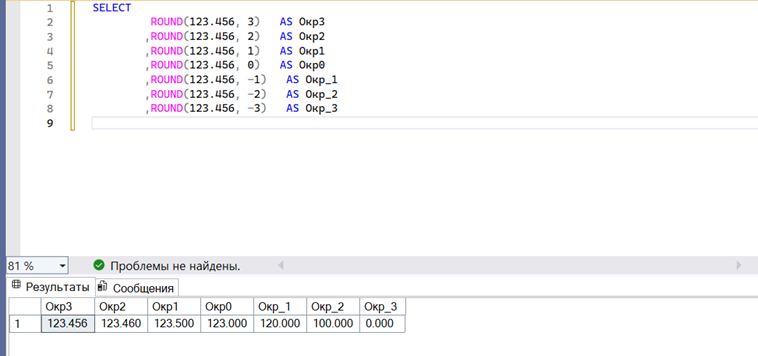 1 SELECT
2 ROUND(123.456, 3) AS Окр3
3 ,ROUND(123.456, 2) AS Окр2
4 ,ROUND(123.456, 1) AS Окр1
5 ,ROUND(123.456, 0) AS Окр0
6 ,ROUND(123.456, -1) AS Окр_1
7 ,ROUND(123.456, -2) AS Окр_2
8 ,ROUND(123.456, -3) AS Окр_3
9
81 % Проблемы не найдены.
Результаты Сообщения
Окр3 Окр2 Окр1 Окр0 Окр_1 Окр_2 Окр_3
1 123.456 123.460 123.500 123.000 120.000 100.000 0.000